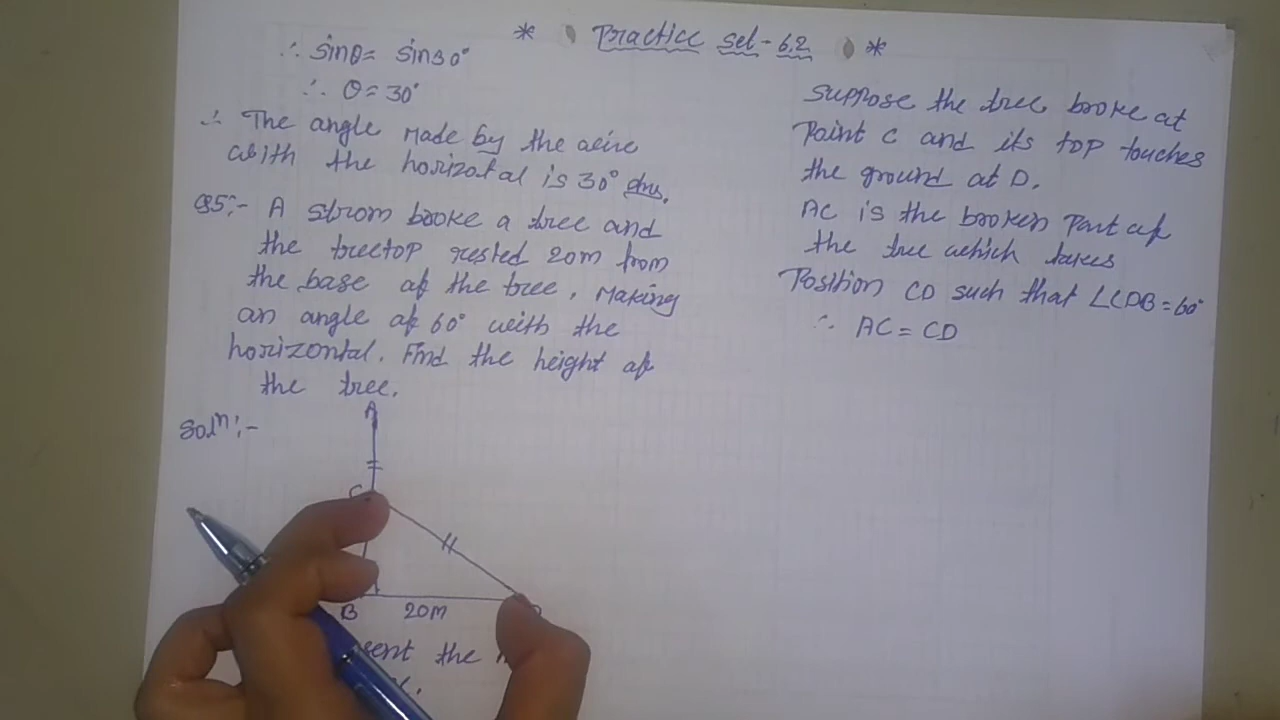 * Practice set-6.2 *
∴ sinθ= sin30°
∴ θ=30°
∴ The angle made by the wire
with the horizotal is 30° Ans.
Q5:- A strom broke a tree and
the treetop rested 20m from
the base of the tree, Making
an angle of 60° with the
horizontal. Find the height of
the tree.
Soln:-
A
C
B
20M
sent the
Suppose the tree broke at
Point C and its top touches
the ground at D.
AC is the broken Part of
the tree which takes
Position CD such that ∠CDB=60°
∴ AC = CD